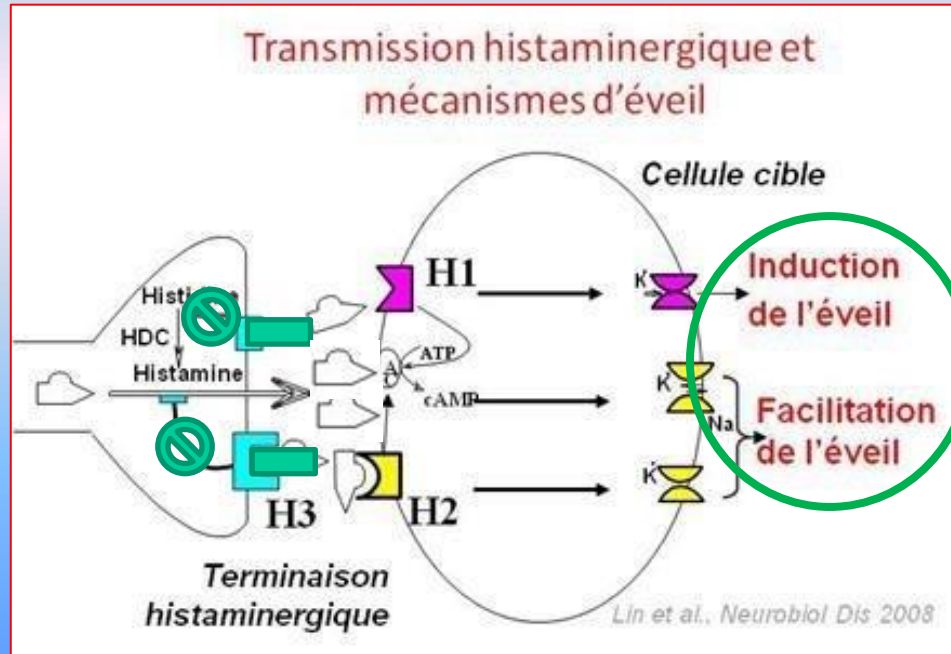 Transmission histaminergique et
mécanismes d'éveil
Cellule cible
H1
K
Induction
de l'éveil
HDC
Histamine
ATP
cAMP
K
Na
Facilitation
de l'éveil
K
H3
H2
Terminaison
histaminergique
Lin et al., Neurobiol Dis 2008